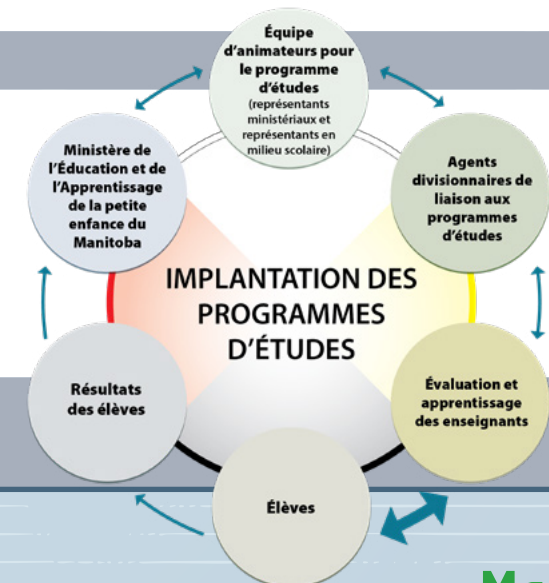 Équipe
d'animateurs pour
le programme
d'études
(représentants
ministériaux et
représentants en
milieu scolaire)
Ministère de
l'Éducation et de
l'Apprentissage
de la petite
enfance du
Manitoba
Agents
divisionnaires de
liaison aux
programmes
d'études
IMPLANTATION DES
PROGRAMMES
D'ÉTUDES
Résultats
des élèves
Évaluation et
apprentissage
des enseignants
Élèves